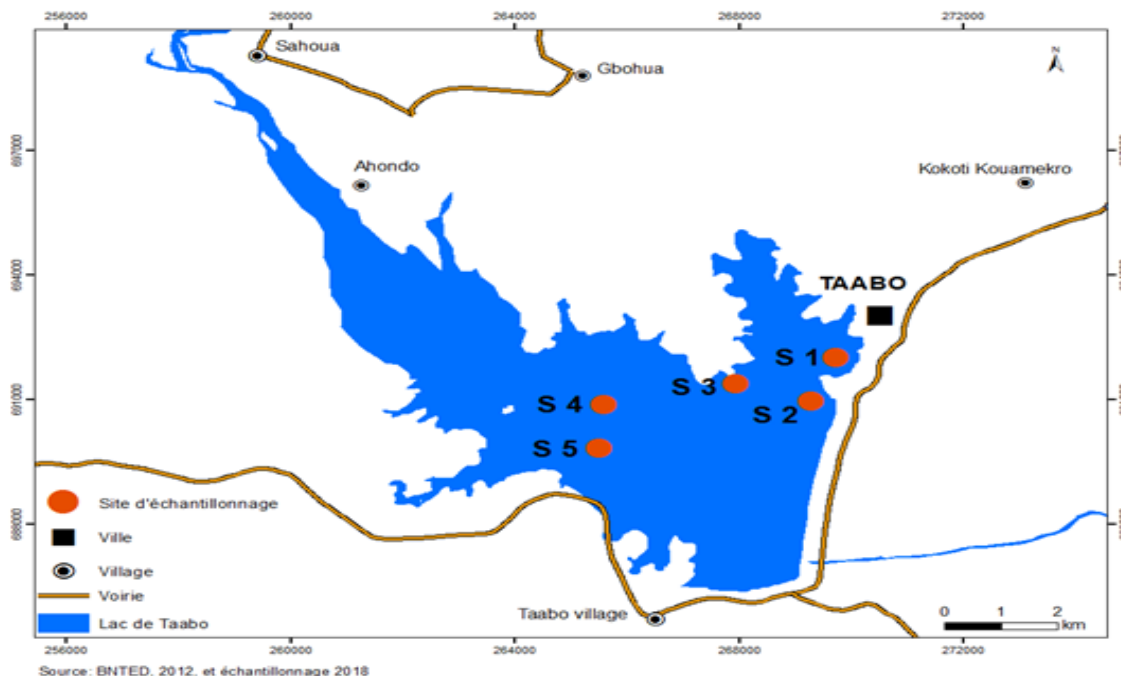 256000 260000 264000 268000 272000
N
Sahoua
Gbohua
697000
Ahondo
Kokoti Kouamekro
694000
TAABO
S 1
S 3
691000
S 4
S 2
S 5
Site d'échantillonnage
688000
Ville
Village
Voirie
Lac de Taabo
Taabo village
0 1 2
km
256000 260000 264000 268000 272000
Source: BNTED, 2012, et échantillonnage 2018